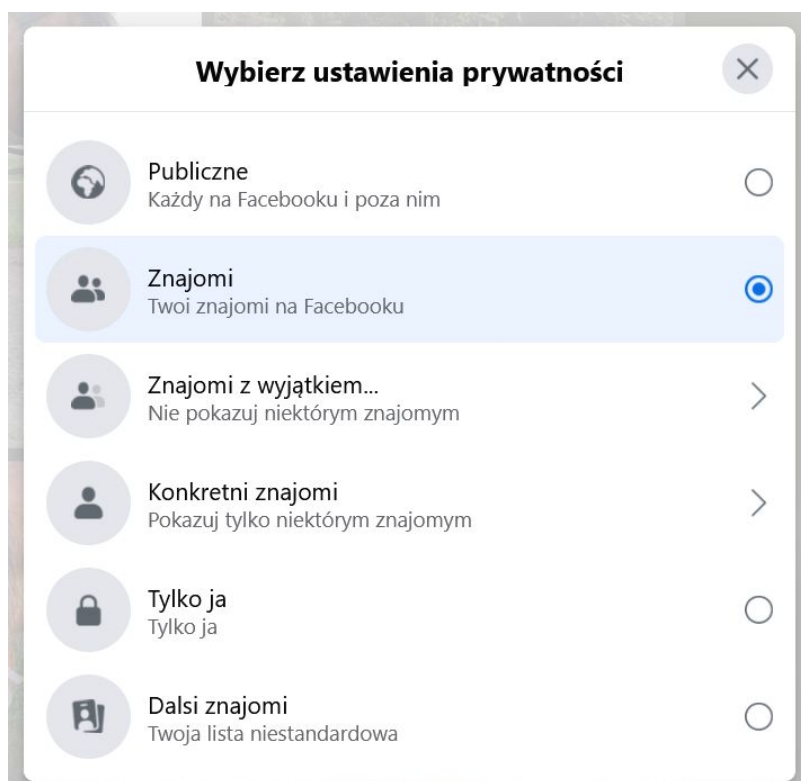 Wybierz ustawienia prywatności
Publiczne
Każdy na Facebooku i poza nim
Znajomi
Twoi znajomi na Facebooku
Znajomi z wyjątkiem...
Nie pokazuj niektórym znajomym
Konkretni znajomi
Pokazuj tylko niektórym znajomym
Tylko ja
Tylko ja
Dalsi znajomi
Twoja lista niestandardowa